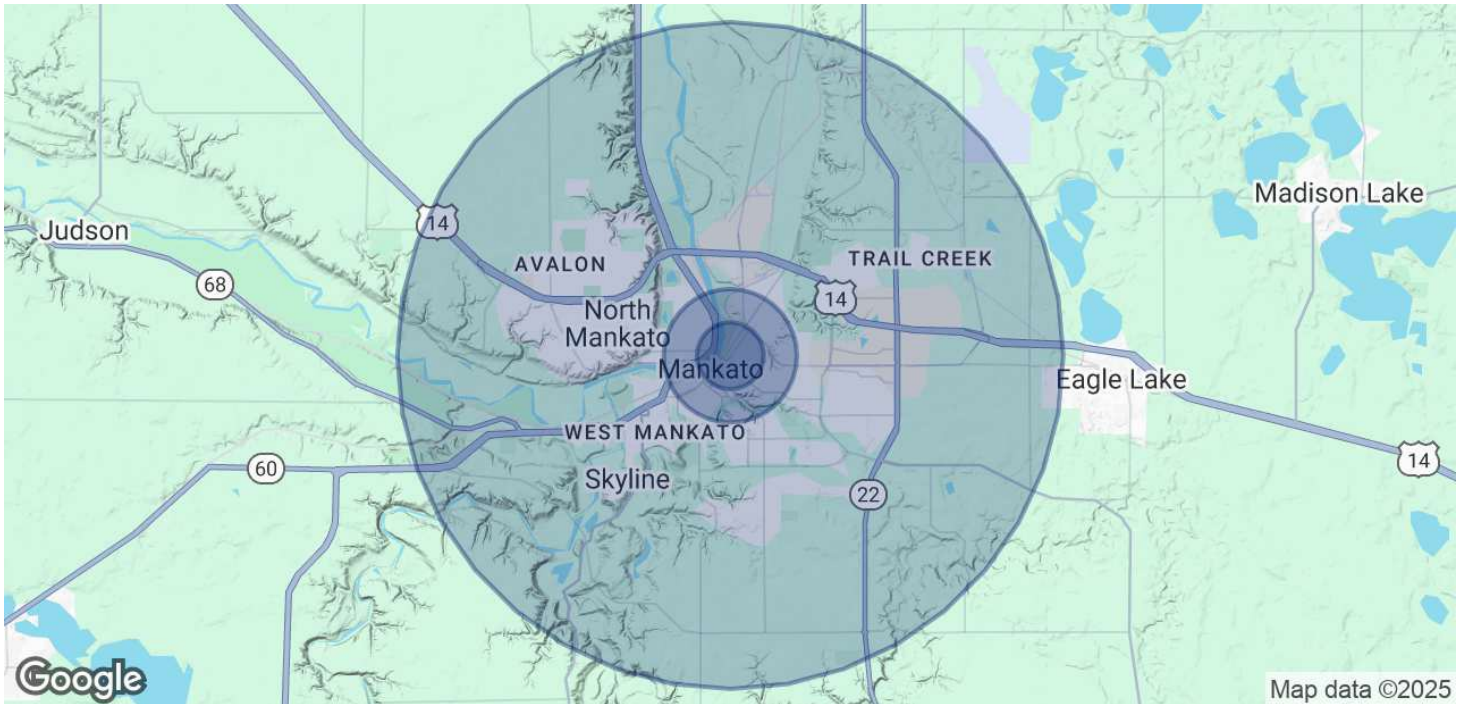 Madison Lake
14
Judson
AVALON
TRAIL CREEK
68
14
North
Mankato
Mankato
Eagle Lake
WEST MANKATO
14
60
Skyline
22
Google
Map data ©2025